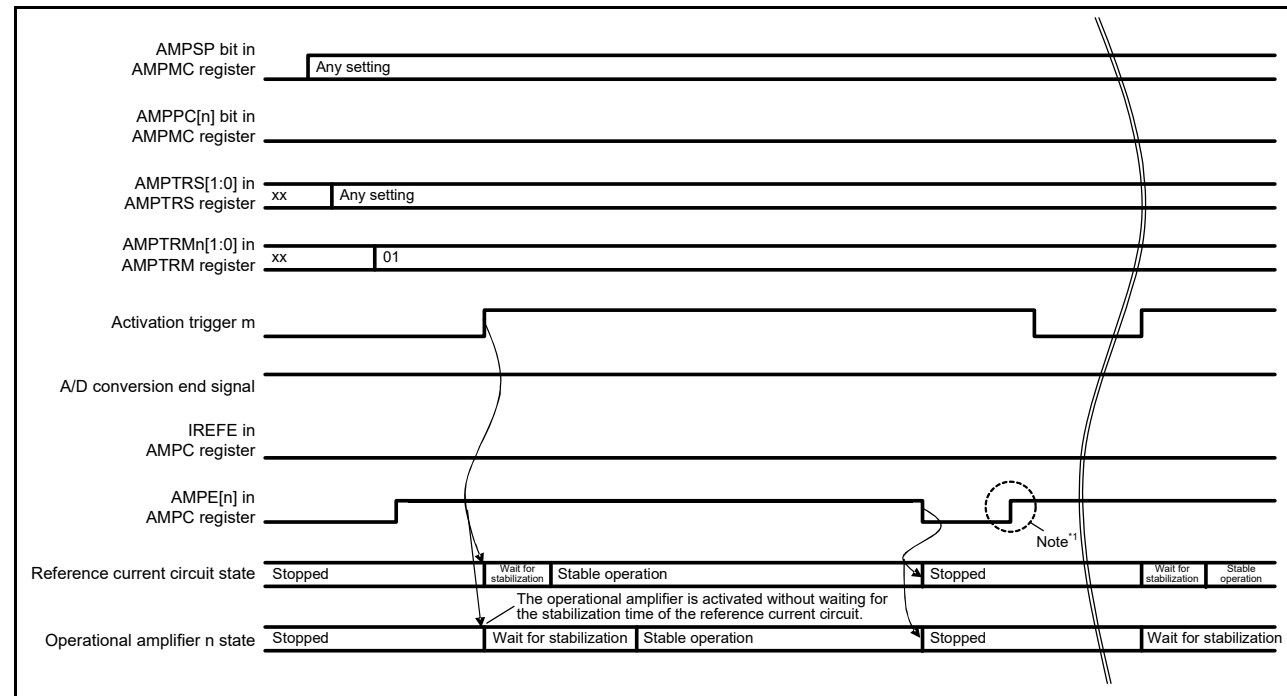 AMPSP bit in
AMPMC register
Any setting
AMPPC[n] bit in
AMPMC register
AMPTRS[1:0] in
AMPTRS register
xx
Any setting
AMPTRMn[1:0] in
AMPTRM register
xx
01
Activation trigger m
A/D conversion end signal
IREFE in
AMPC register
AMPE[n] in
AMPC register
Note*1
Reference current circuit state
Stopped
Wait for
stabilization
Stable operation
Stopped
Wait for
stabilization
Stable
operation
The operational amplifier is activated without waiting for
the stabilization time of the reference current circuit.
Operational amplifier n state
Stopped
Wait for stabilization
Stable operation
Stopped
Wait for stabilization